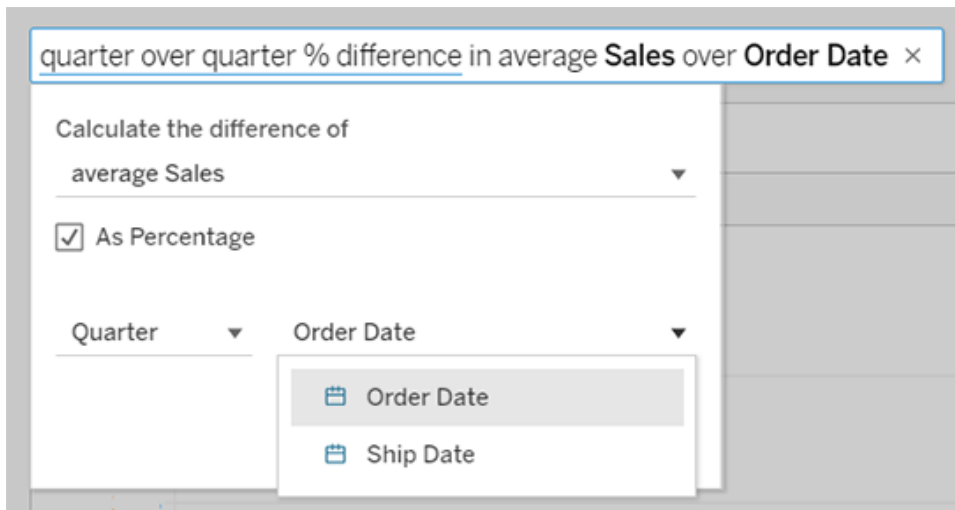 quarter over quarter % difference in average Sales over Order Date ×
Calculate the difference of
average Sales
As Percentage
Quarter Order Date
Order Date
Ship Date